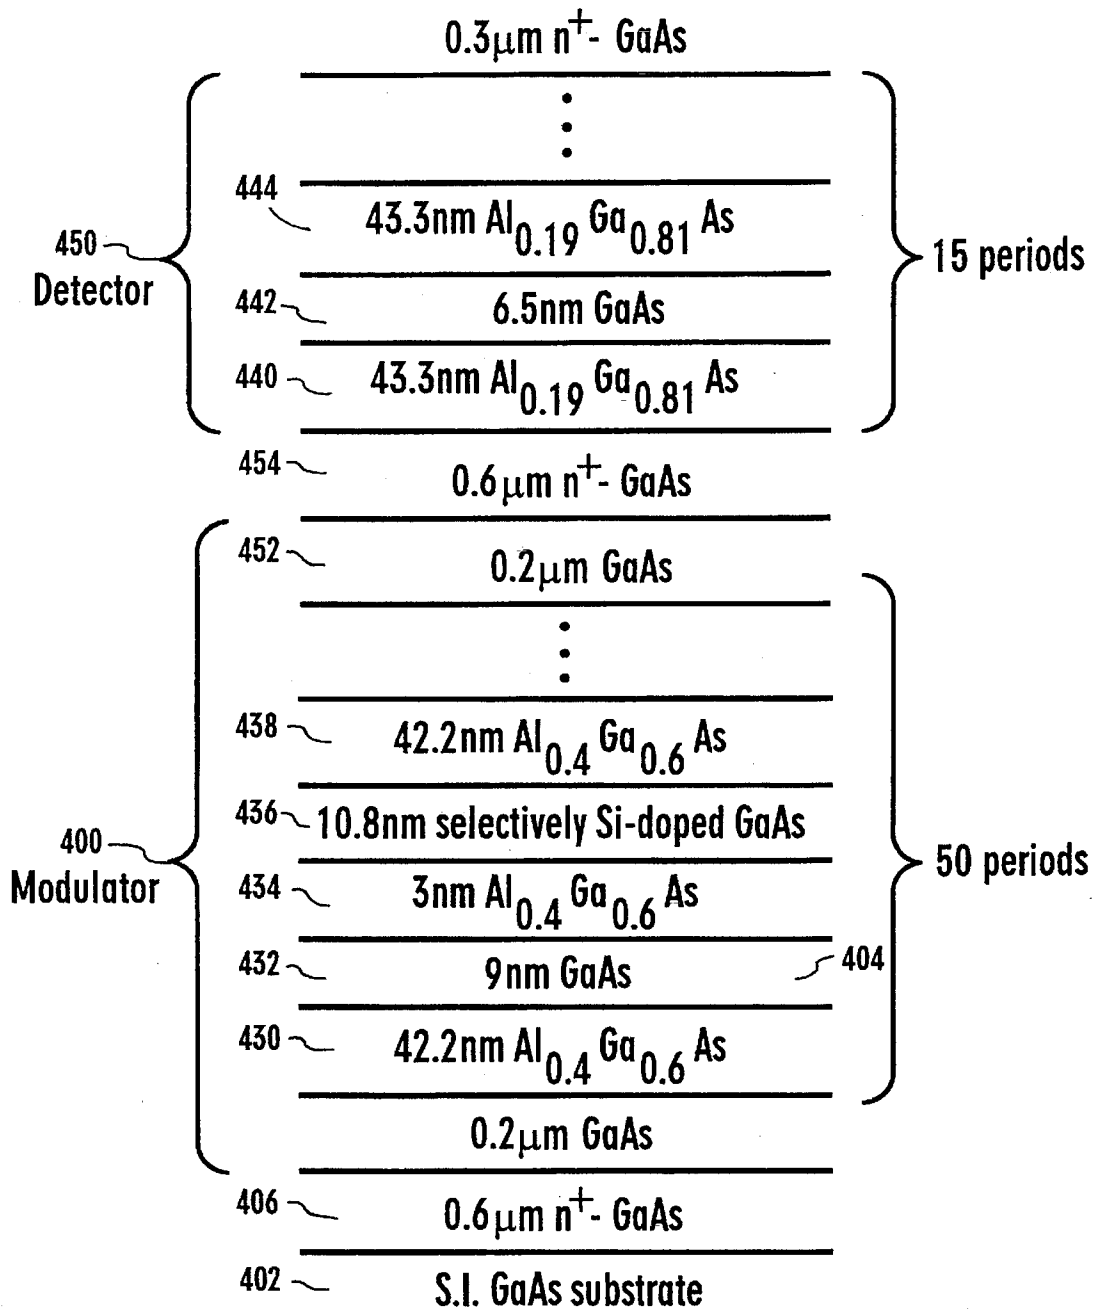 0.3μm n+- GaAs
444
43.3nm Al0.19 Ga0.81 As
450
Detector
15 periods
442
6.5nm GaAs
440
43.3nm Al0.19 Ga0.81 As
454
0.6μm n+- GaAs
452
0.2μm GaAs
438
42.2nm Al0.4 Ga0.6 As
436
10.8nm selectively Si-doped GaAs
400
Modulator
50 periods
434
3nm Al0.4 Ga0.6 As
432
9nm GaAs
404
430
42.2nm Al0.4 Ga0.6 As
0.2μm GaAs
406
0.6μm n+- GaAs
402
S.I. GaAs substrate